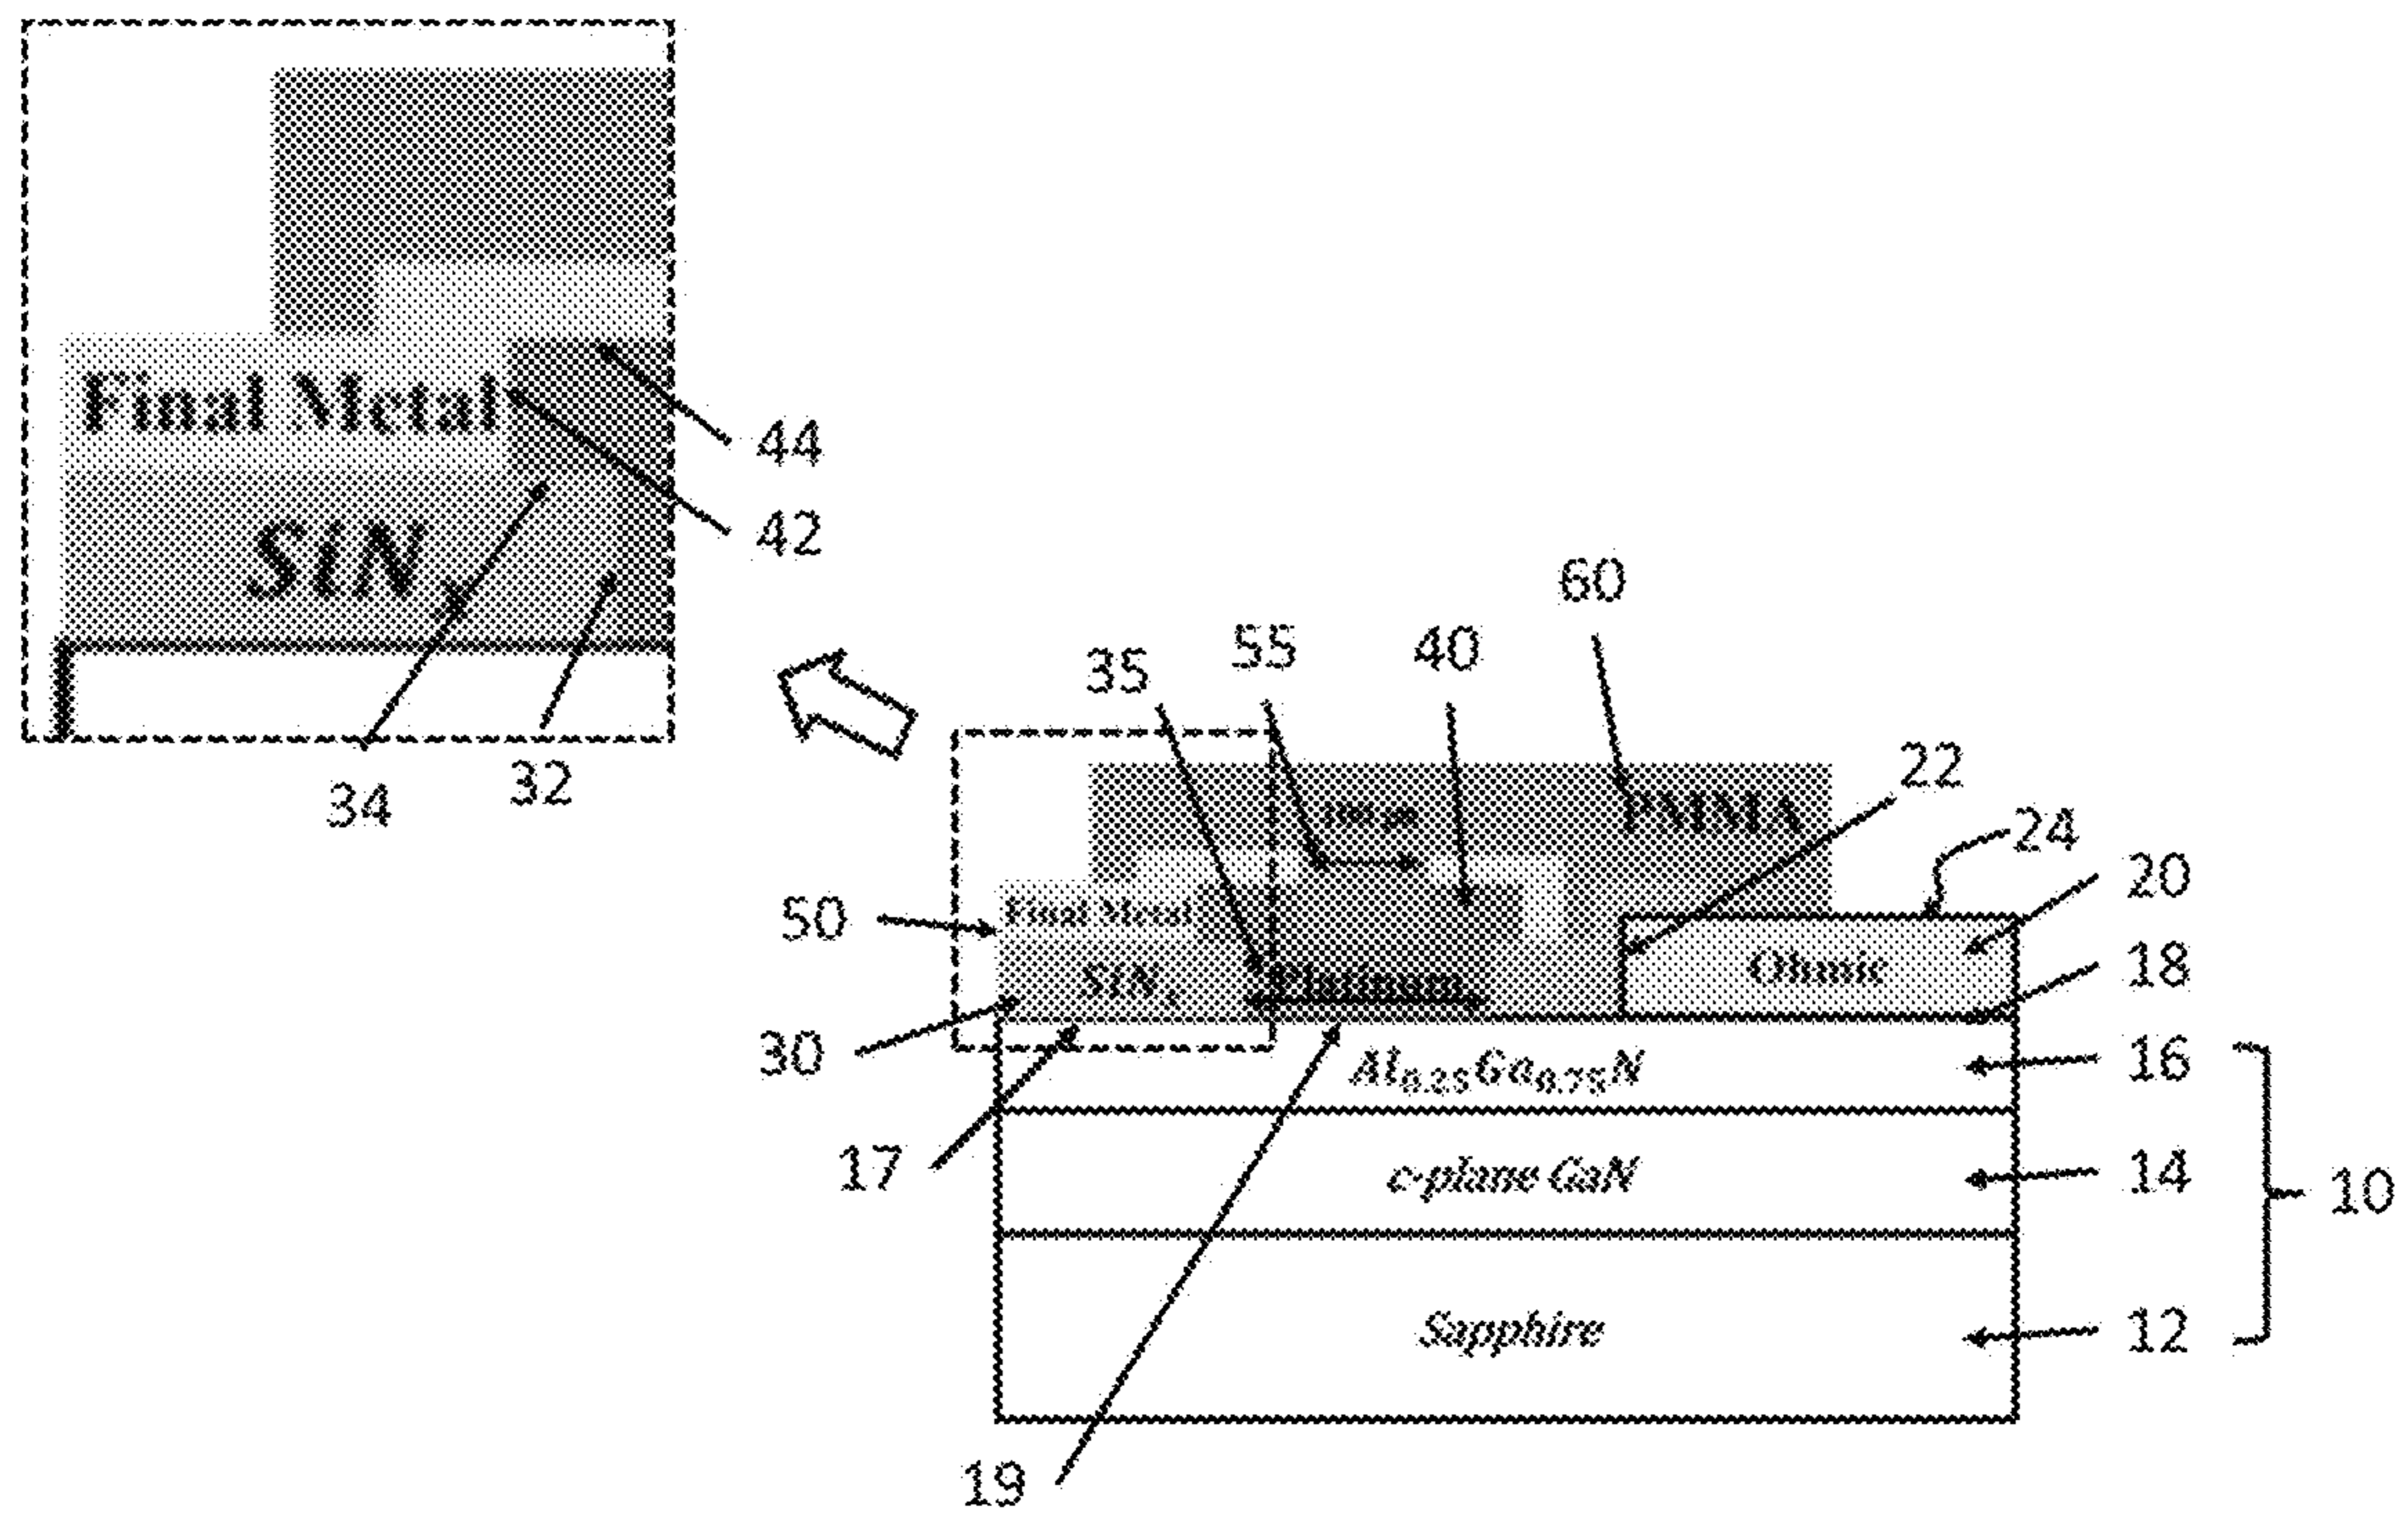 Final Metal
SiNx
44
42
34
32
60
55
40
35
22
24
PMMA
20
50
Final Metal
18
SiNx
Platinum
Ohmic
30
16
Al0.25Ga0.75N
17
14
c-plane GaN
10
12
Sapphire
19